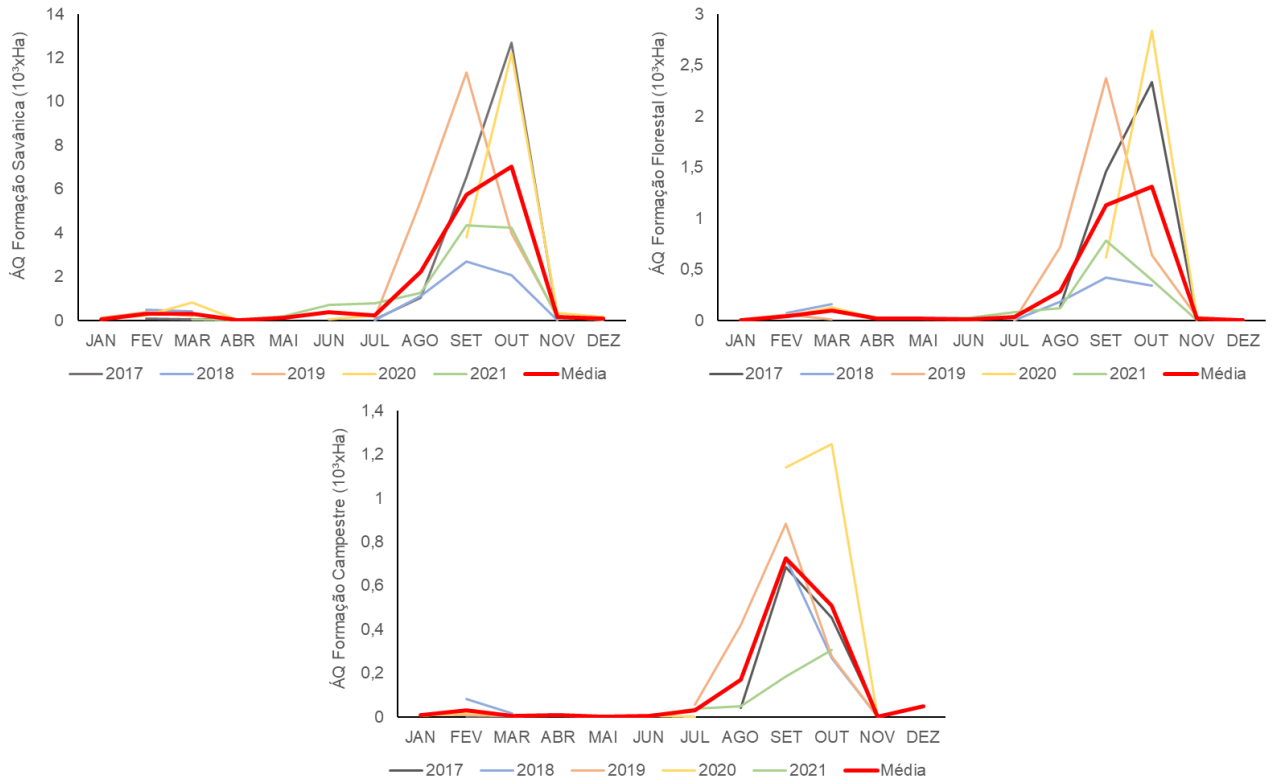 ÁQ Formação Savânica (10³xHa)
14
12
10
8
6
4
2
0
JAN FEV MAR ABR MAI JUN JUL AGO SET OUT NOV DEZ
2017 2018 2019 2020 2021 Média
ÁQ Formação Florestal (10³xHa)
3
2,5
2
1,5
1
0,5
0
JAN FEV MAR ABR MAI JUN JUL AGO SET OUT NOV DEZ
2017 2018 2019 2020 2021 Média
ÁQ Formação Campestre (10³xHa)
1,4
1,2
1
0,8
0,6
0,4
0,2
0
JAN FEV MAR ABR MAI JUN JUL AGO SET OUT NOV DEZ
2017 2018 2019 2020 2021 Média